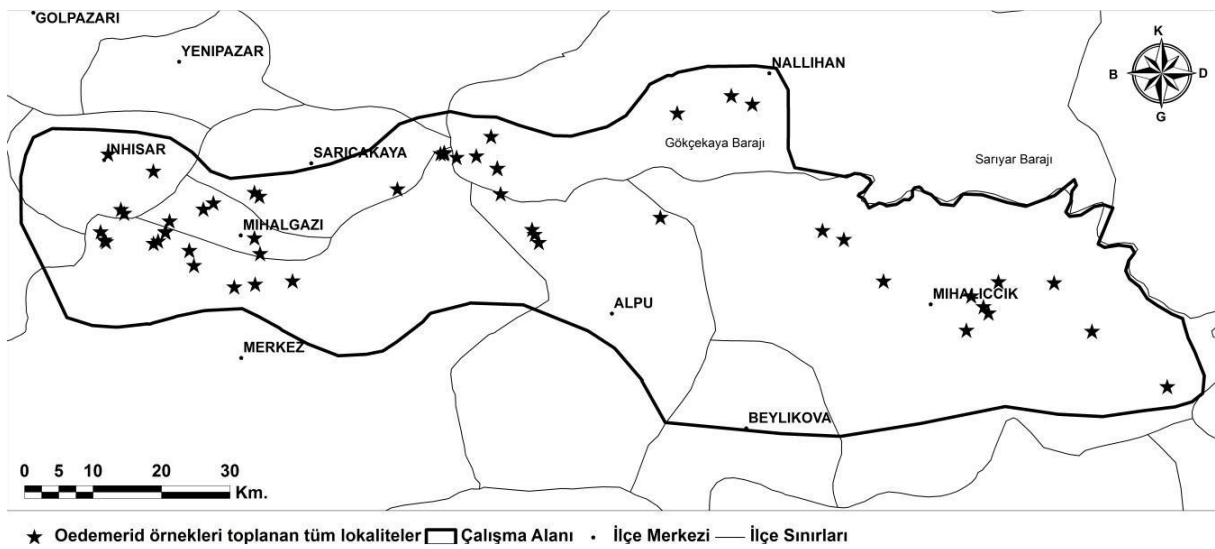 GOLPAZARI
YENIPAZAR
NALLIHAN
K
B
D
G
INHISAR
SARICAKAYA
Gökçekaya Barajı
Sarıyar Barajı
MIHALGAZI
MIHALICCIK
ALPU
MERKEZ
BEYLIKOVA
0 5 10 20 30
Km.
Oedemerid örnekleri toplanan tüm lokaliteler Çalışma Alanı İlçe Merkezi İlçe Sınırları